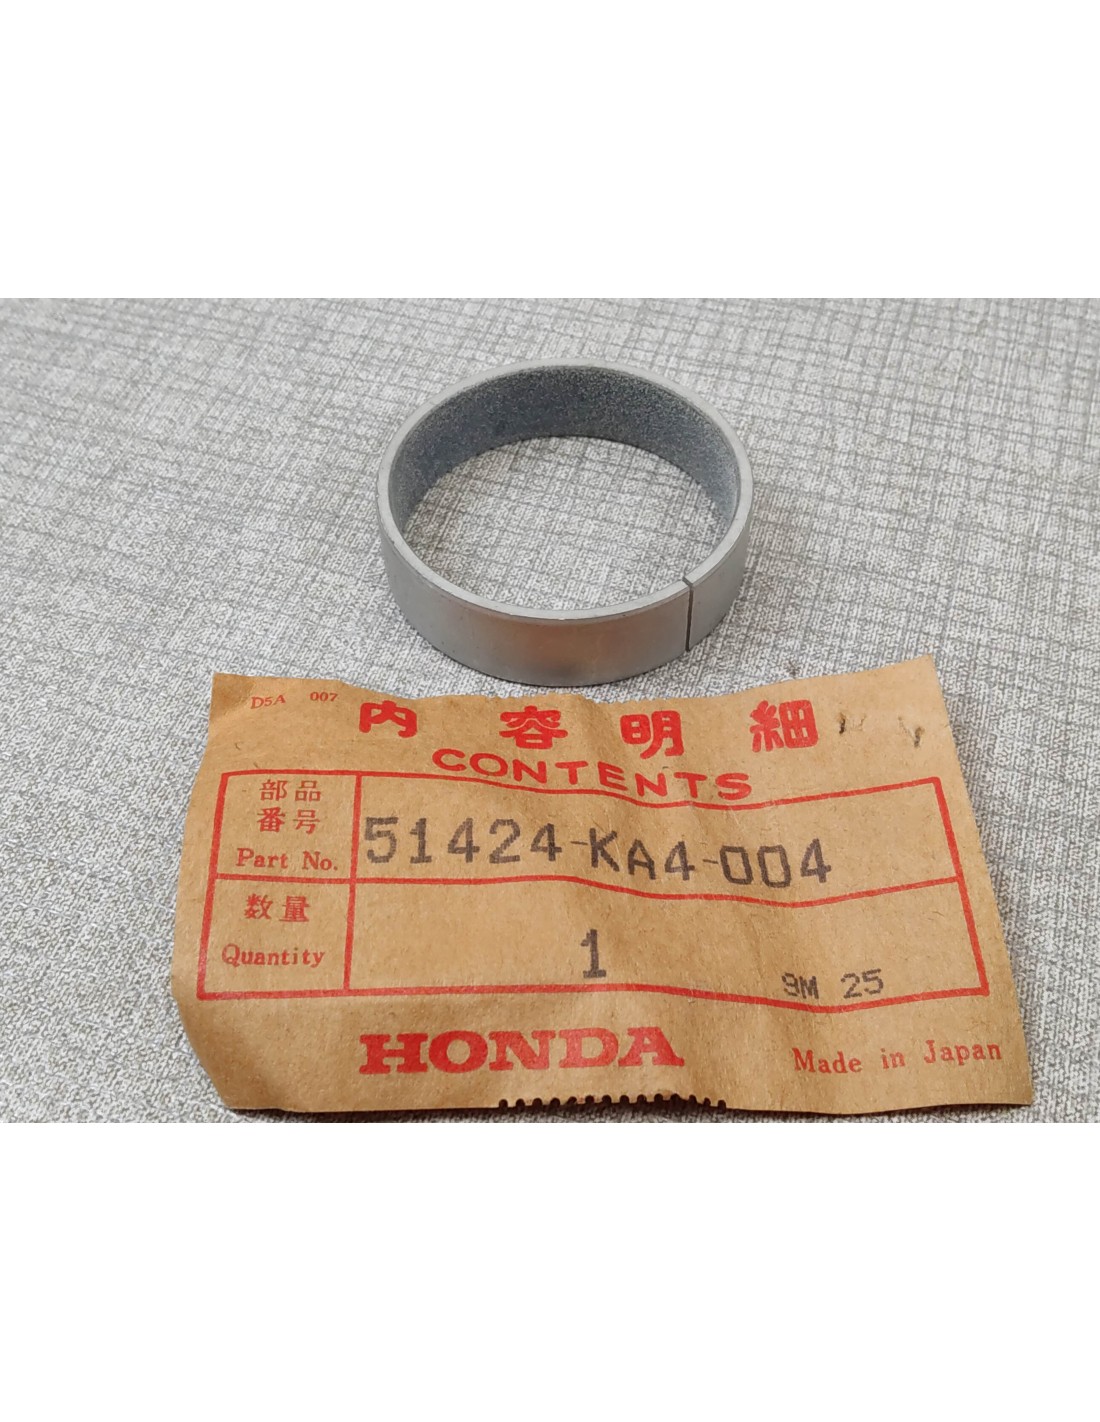 D5A 007
内容明細
CONTENTS
部品
番号
Part No.
51424-KA4-004
数量
Quantity
1
9M 25
HONDA
Made in Japan